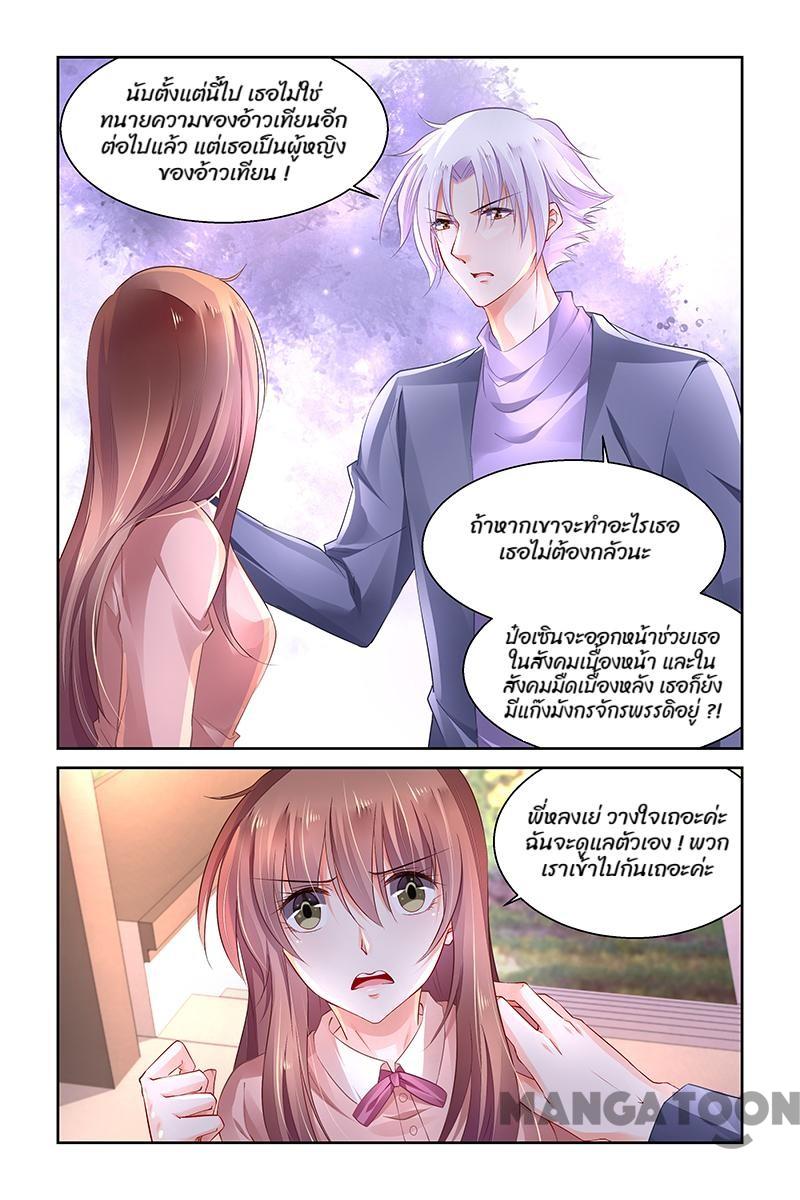 นับตั้งแต่นี้ไป เธอไม่ใช่
ทนายความของอ้าวเทียนอีก
ต่อไปแล้ว แต่เธอเป็นผู้หญิง
ของอ้าวเทียน !
ถ้าหากเขาจะทำอะไรเธอ
เธอไม่ต้องกลัวนะ
ป๋อเซินจะออกหน้าช่วยเธอ
ในสังคมเบื้องหน้า และใน
สังคมมืดเบื้องหลัง เธอก็ยัง
มีแก๊งมังกรจักรพรรดิอยู่ ?!
พี่หลงเย่ วางใจเถอะค่ะ
ฉันจะดูแลตัวเอง ! พวก
เราเข้าไปกันเถอะค่ะ
MANGATOON